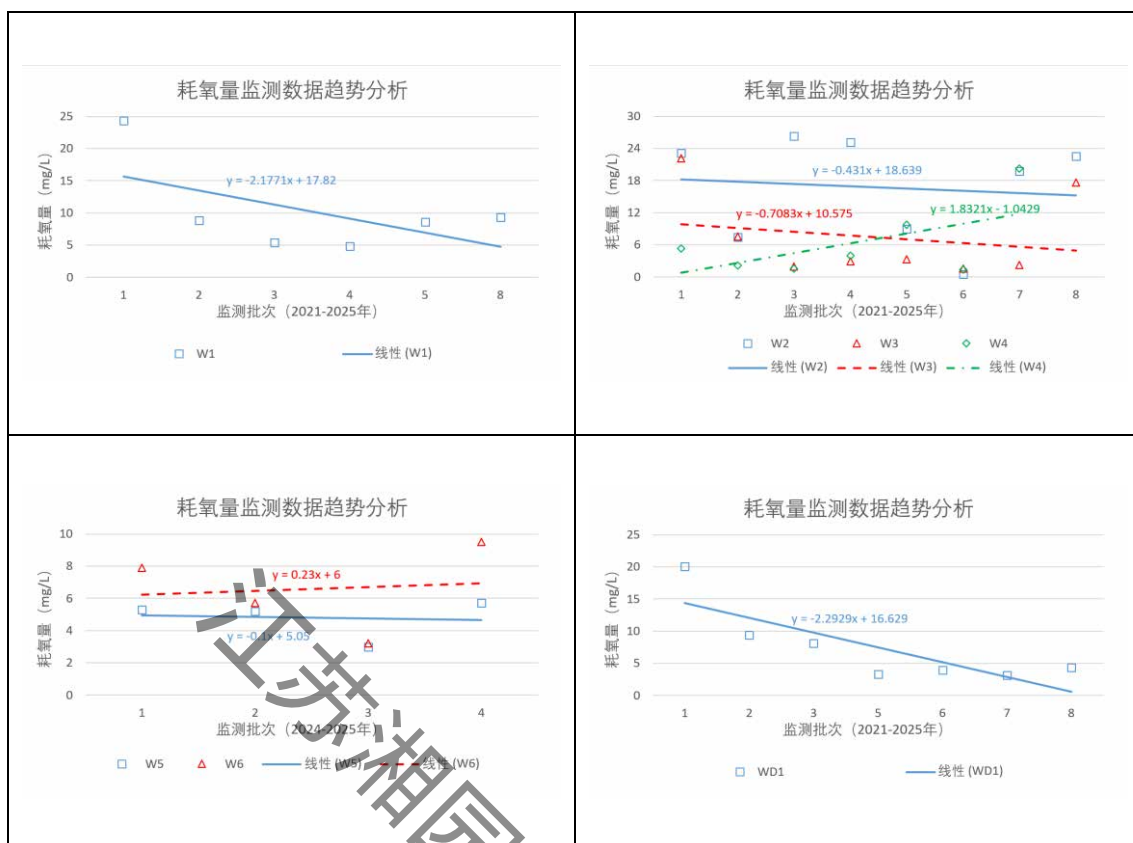 耗氧量监测数据趋势分析
耗氧量（mg/L）
25
20
15
10
5
0
y = -2.1771x + 17.82
1 2 3 4 5 8
监测批次（2021-2025年）
W1 线性 (W1)
耗氧量监测数据趋势分析
耗氧量（mg/L）
30
24
18
12
6
0
y = -0.431x + 18.639
y = -0.7083x + 10.575
y = 1.8321x - 1.0429
1 2 3 4 5 6 7 8
监测批次（2021-2025年）
W2 W3 W4
线性 (W2) 线性 (W3) 线性 (W4)
耗氧量监测数据趋势分析
耗氧量（mg/L）
10
8
6
4
2
0
y = 0.23x + 6
y = -0.1x + 5.05
1 2 3 4
监测批次（2024-2025年）
W5 W6 线性 (W5) 线性 (W6)
耗氧量监测数据趋势分析
耗氧量（mg/L）
25
20
15
10
5
0
y = -2.2929x + 16.629
1 2 3 5 6 7 8
监测批次（2021-2025年）
WD1 线性 (WD1)
江苏湘园